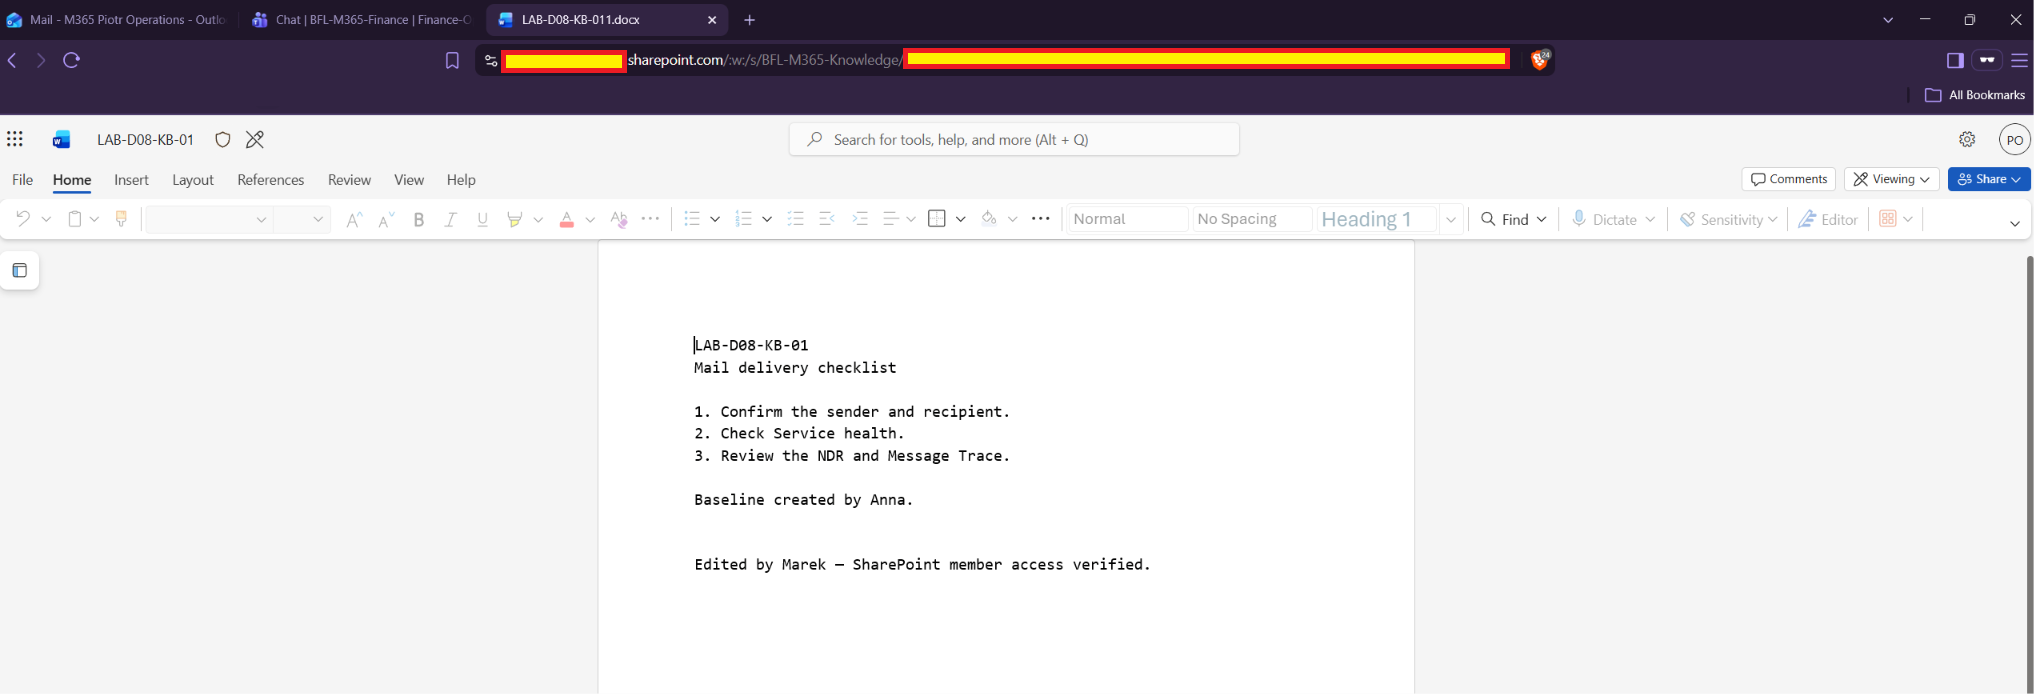 Mail - M365 Piotr Operations - Outlo
Chat | BFL-M365-Finance | Finance-O
LAB-D08-KB-011.docx
sharepoint.com/:w:/s/BFL-M365-Knowledge/
24
All Bookmarks
LAB-D08-KB-01
Search for tools, help, and more (Alt + Q)
PO
File Home Insert Layout References Review View Help
Comments Viewing Share
Normal No Spacing Heading 1 Find Dictate Sensitivity Editor
LAB-D08-KB-01
Mail delivery checklist
1. Confirm the sender and recipient.
2. Check Service health.
3. Review the NDR and Message Trace.
Baseline created by Anna.
Edited by Marek — SharePoint member access verified.